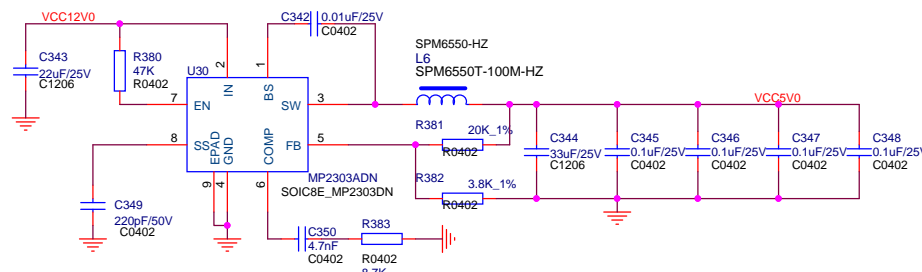 VCC12V0
C342
0.01uF/25V
C0402
SPM6550-HZ
L6
SPM6550T-100M-HZ
C343
22uF/25V
C1206
R380
47K
R0402
U30
2
1
IN
BS
7
EN
SW
3
VCC5V0
8
SS
EPAD
GND
COMP
FB
5
R381
20K_1%
R0402
R382
3.8K_1%
R0402
C344
33uF/25V
C1206
C345
0.1uF/25V
C0402
C346
0.1uF/25V
C0402
C347
0.1uF/25V
C0402
C348
0.1uF/25V
C0402
MP2303ADN
SOIC8E_MP2303DN
9
4
6
C349
220pF/50V
C0402
C350
4.7nF
C0402
R383
R0402
8.7K